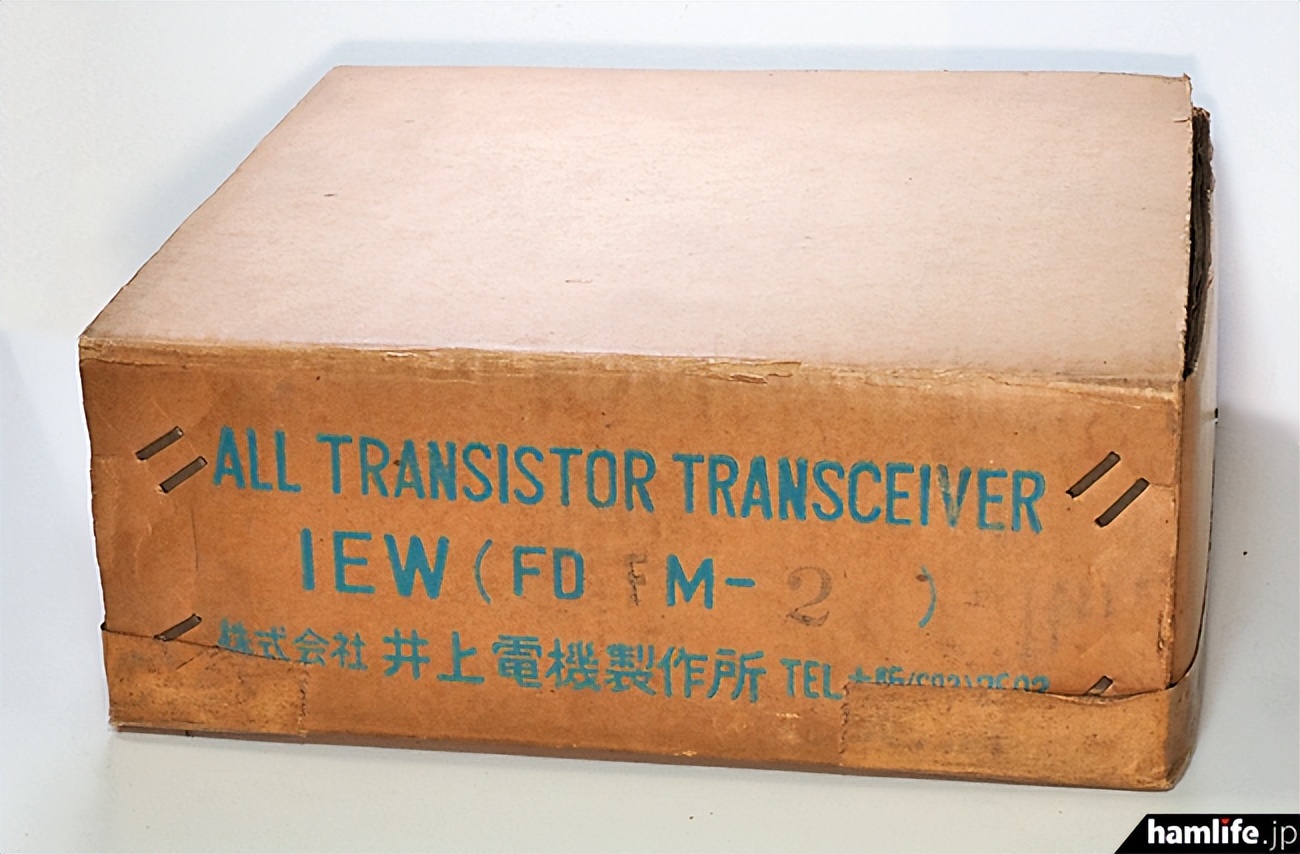 ALL TRANSISTOR TRANSCEIVER
IEW (FD F M- 2 )
株式会社 井上電機製作所 TEL
hamlife.jp